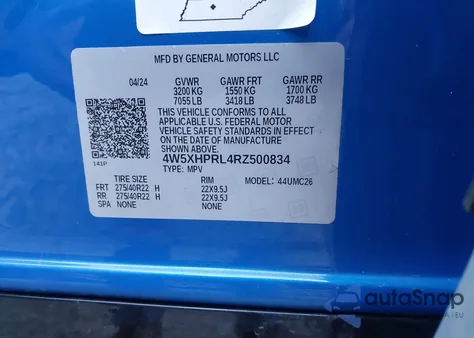 MFD BY GENERAL MOTORS LLC
04/24 GVWR GAWR FRT GAWR RR
3200 KG 1550 KG 1700 KG
7055 LB 3418 LB 3748 LB
THIS VEHICLE CONFORMS TO ALL
APPLICABLE U.S. FEDERAL MOTOR
VEHICLE SAFETY STANDARDS IN EFFECT
ON THE DATE OF MANUFACTURE SHOWN ABOVE.
4W5XHPRL4RZ500834
TYPE: MPV
141P
TIRE SIZE RIM MODEL: 44UMC26
FRT 275/40R22 H 22X9.5J
RR 275/40R22 H 22X9.5J
SPA NONE NONE
autoSnap